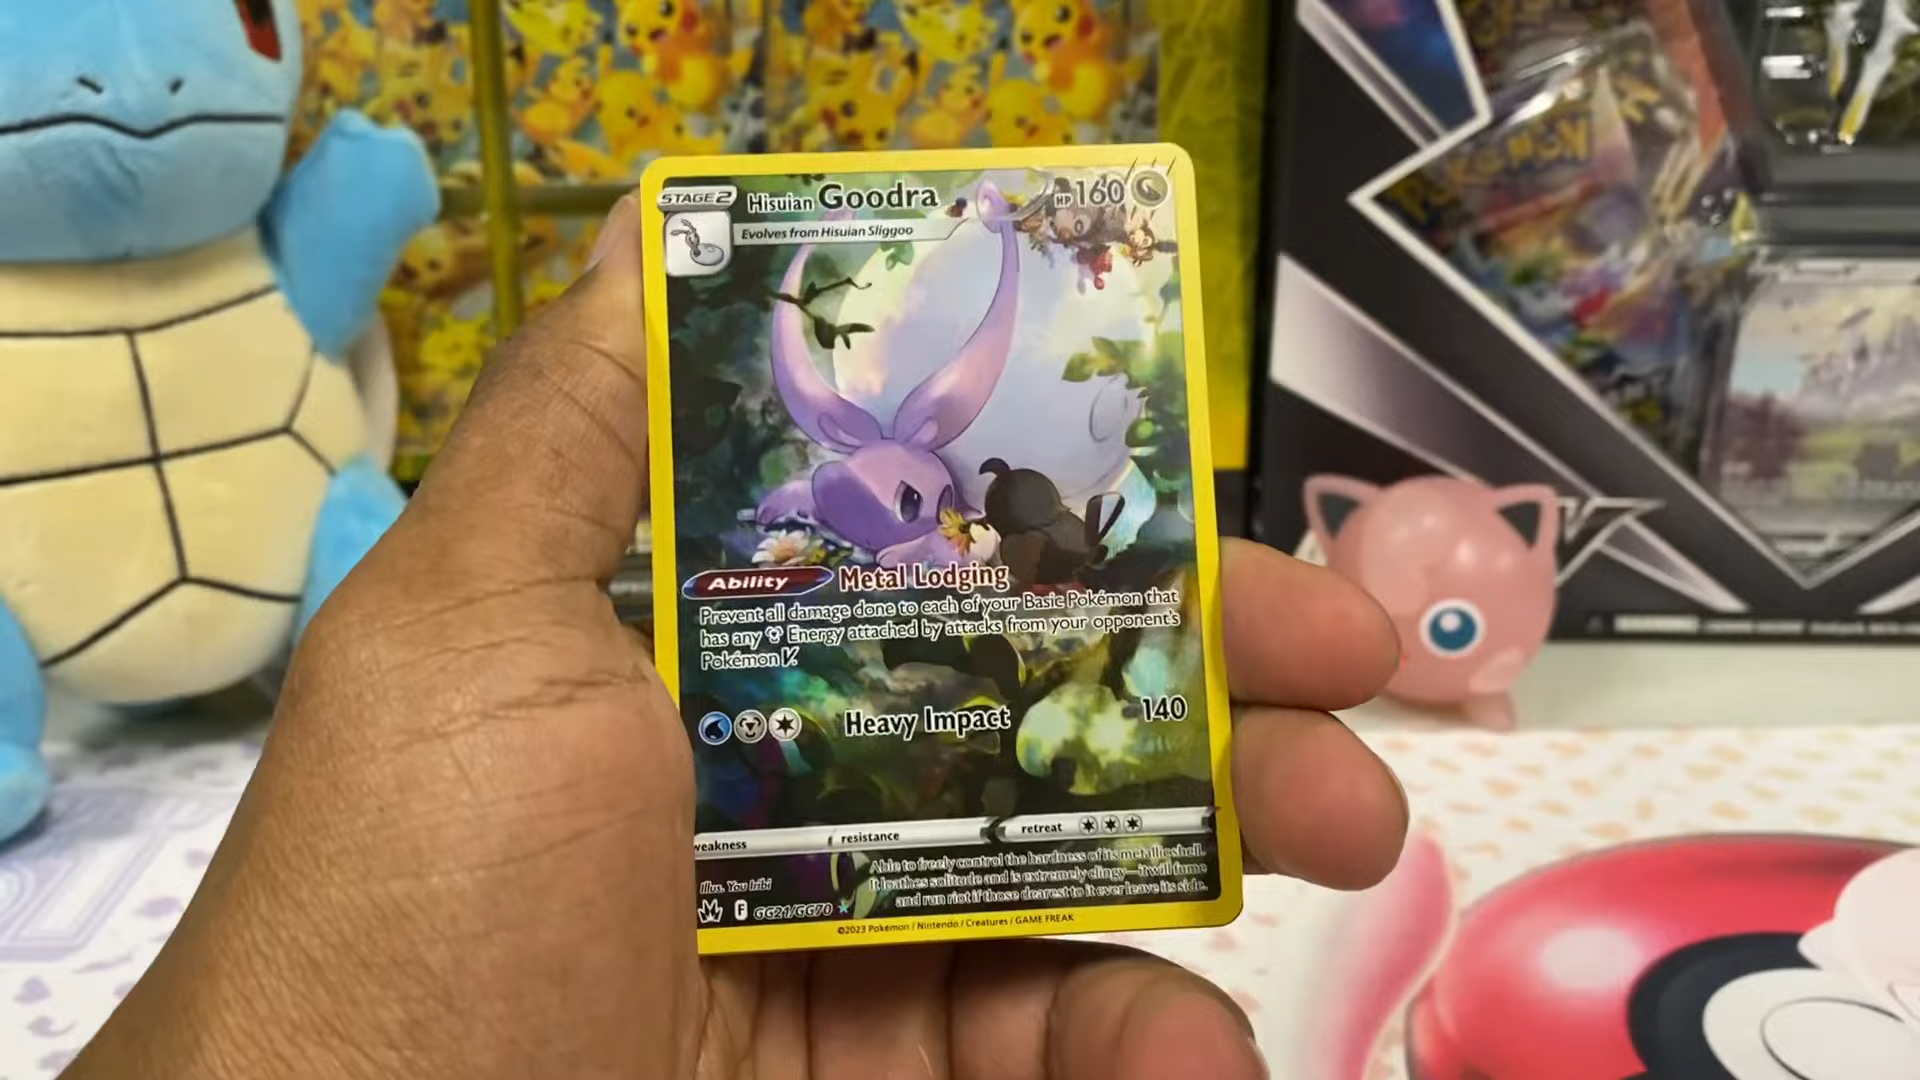 POKÉMON
STAGE 2
Hisuian Goodra
HP 160
Evolves from Hisuian Sliggoo
Ability
Metal Lodging
Prevent all damage done to each of your Basic Pokémon that
has any Energy attached by attacks from your opponent's
Pokémon V.
Heavy Impact
140
weakness
resistance
retreat
Able to freely control the hardness of its metallic shell.
It loathes solitude and is extremely clingy—it will fume
and run riot if those dearest to it ever leave its side.
Illus. You Iribi
F GG21/GG70
©2023 Pokémon / Nintendo / Creatures / GAME FREAK